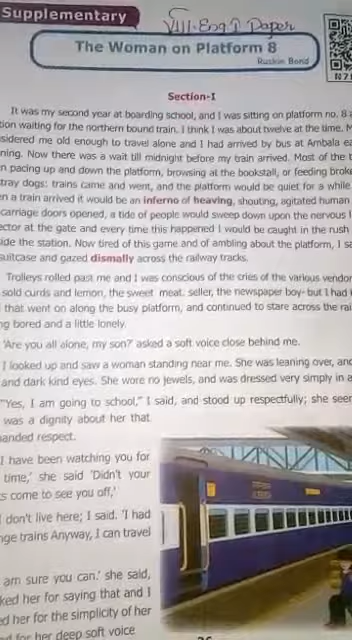 Supplementary
VIII-Eng I Paper
The Woman on Platform 8
Ruskin Bond
Section-I
It was my second year at boarding school, and I was sitting on platform no. 8 a
ion waiting for the northern bound train. I think I was about twelve at the time. M
sidered me old enough to travel alone and I had arrived by bus at Ambala ea
ning. Now there was a wait till midnight before my train arrived. Most of the t
n pacing up and down the platform, browsing at the bookstall, or feeding broke
tray dogs: trains came and went, and the platform would be quiet for a while
en a train arrived it would be an inferno of heaving, shouting, agitated human
carriage doors opened, a tide of people would sweep down upon the nervous l
ector at the gate and every time this happened I would be caught in the rush
ide the station. Now tired of this game and of ambling about the platform, I sa
suitcase and gazed dismally across the railway tracks.
Trolleys rolled past me and I was conscious of the cries of the various vendor
sold curds and lemon, the sweet meat. seller, the newspaper boy- but I had l
that went on along the busy platform, and continued to stare across the rai
ng bored and a little lonely.
'Are you all alone, my son?' asked a soft voice close behind me.
I looked up and saw a woman standing near me. She was leaning over, and
and dark kind eyes. She wore no jewels, and was dressed very simply in a
"Yes, I am going to school," I said, and stood up respectfully; she seer
was a dignity about her that
anded respect.
I have been watching you for
time,' she said 'Didn't your
s come to see you off,'
I don't live here; I said. 'I had
nge trains Anyway, I can travel
am sure you can.' she said,
ked her for saying that and I
ed her for the simplicity of her
d for her deep soft voice